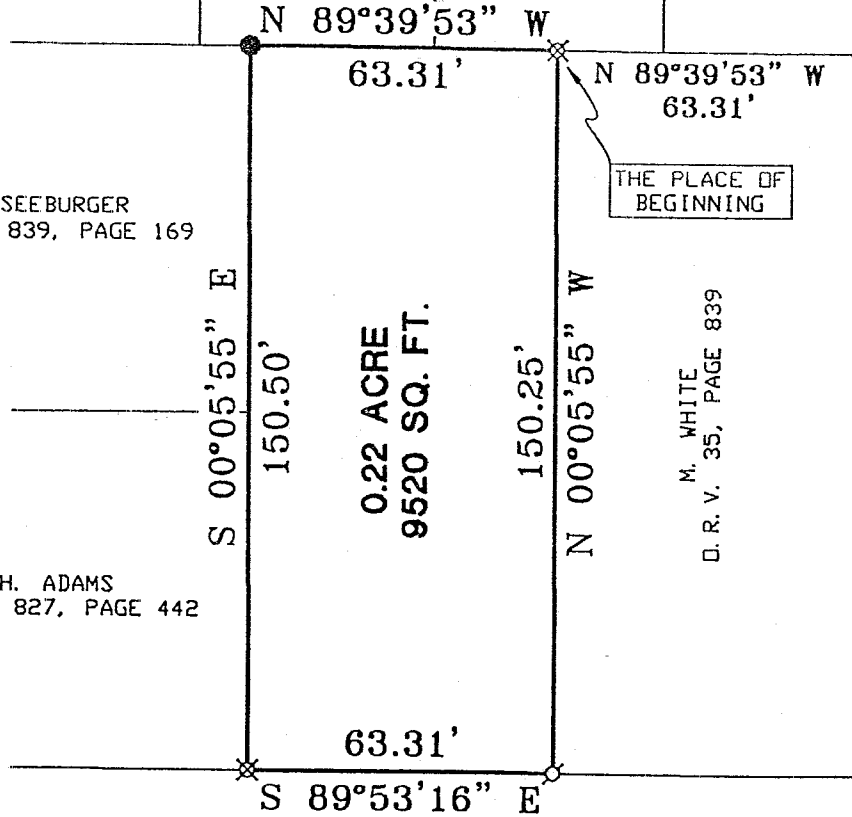 N 89°39'53" W
63.31'
N 89°39'53" W
63.31'
THE PLACE OF
BEGINNING
SEEBURGER
839, PAGE 169
S 00°05'55" E
150.50'
0.22 ACRE
9520 SQ. FT.
150.25'
N 00°05'55" W
M. WHITE
O.R.V. 35, PAGE 839
H. ADAMS
827, PAGE 442
63.31'
S 89°53'16" E